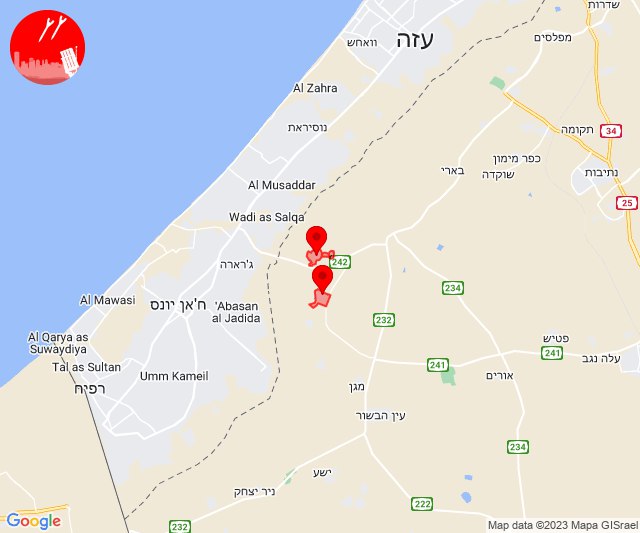 שדרות
מפלסים
עזה
וואחש
Al Zahra
34
תקומה
נוסיראת
כפר מימון
שוקדה
בארי
נתיבות
Al Musaddar
25
Wadi as Salqa
ג'רארה
242
234
Al Mawasi
ח'אן יונס
'Abasan
al Jadida
232
Al Qarya as
Suwaydiya
פטיש
241
עלה נגב
Tal as Sultan
241
Umm Kameil
אורים
רפיח
מגן
עין הבשור
234
ישע
ניר יצחק
222
232
Google
Map data ©2023 Mapa GISrael